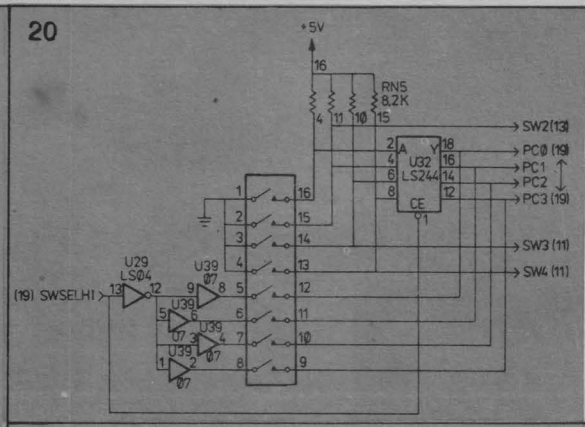 20
+5V
16
RN5
8.2K
4 11 10 15
SW2(13)
2 A Y 18 PC0 (19)
4 U32 16 PC1
6 LS244 14 PC2
8 12 PC3 (19)
CE
1
1 16
2 15
3 14 SW3 (11)
4 13 SW4 (11)
U29
LS04
U39
07
(19) SWSELHI 13 12 9 8 5 12
U39
5 6 6 11
07 U39
3 4 7 10
U39 07
1 2 8 9
07